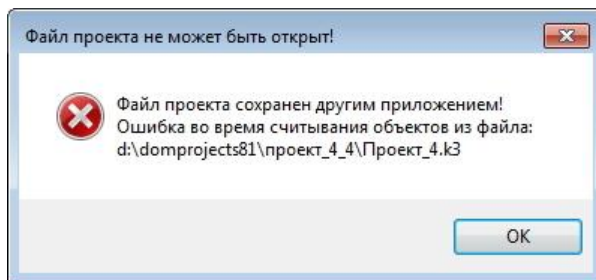 Файл проекта не может быть открыт!
Файл проекта сохранен другим приложением!
Ошибка во время считывания объектов из файла:
d:\domprojects81\проект_4_4\Проект_4.k3
OK